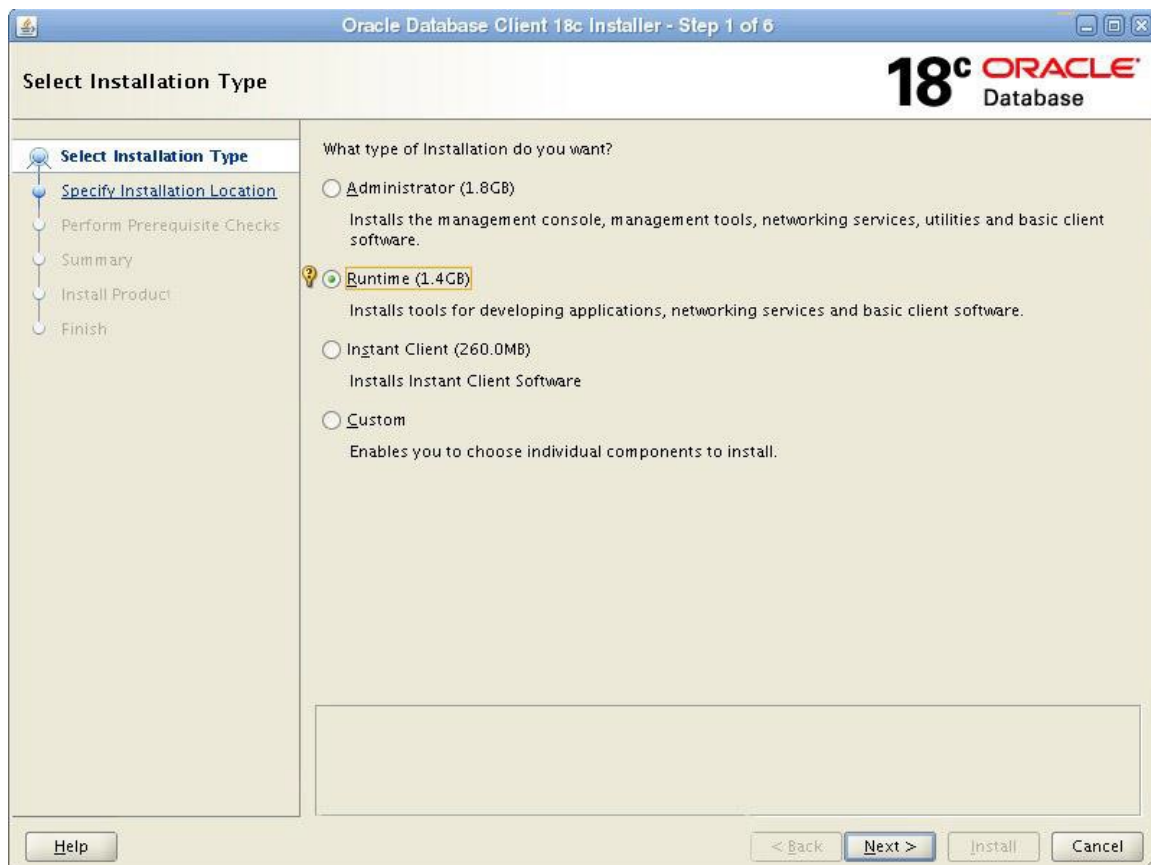 Oracle Database Client 18c Installer - Step 1 of 6
Select Installation Type
18c ORACLE
Database
Select Installation Type
Specify Installation Location
Perform Prerequisite Checks
Summary
Install Product
Finish
What type of Installation do you want?
Administrator (1.8GB)
Installs the management console, management tools, networking services, utilities and basic client
software.
Runtime (1.4GB)
Installs tools for developing applications, networking services and basic client software.
Instant Client (260.0MB)
Installs Instant Client Software
Custom
Enables you to choose individual components to install.
Help
< Back
Next >
Install
Cancel